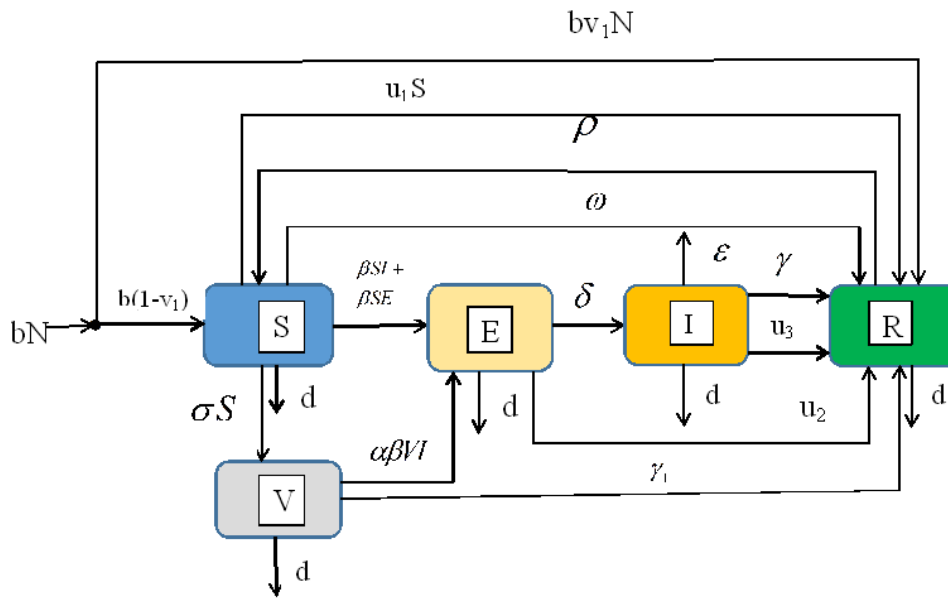 bv₁N
u₁S
ρ
ω
βSI +
βSE
ε
γ
b(1-v₁)
δ
bN
S
E
I
u₃
R
σS
d
d
d
u₂
d
αβVI
γ₁
V
d